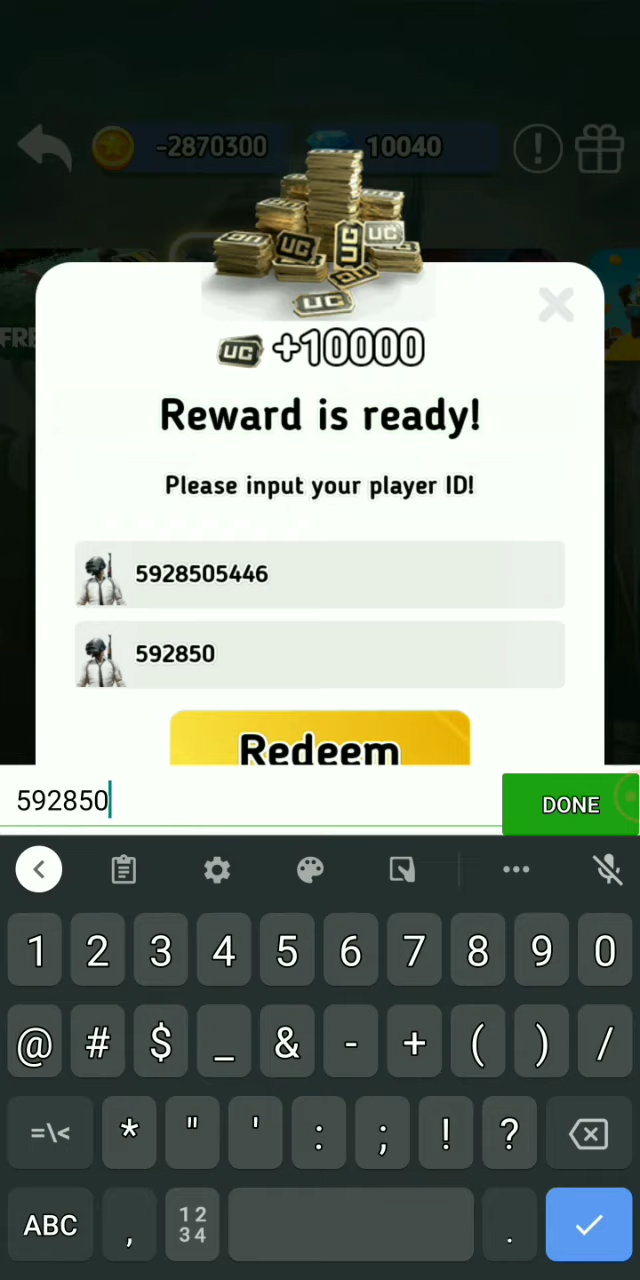 -2870300 10040
UC UC UC
UC
FRE
UC +10000
Reward is ready!
Please input your player ID!
5928505446
592850
Redeem
592850 DONE
1 2 3 4 5 6 7 8 9 0
@ # $ _ & - + ( ) /
=\< * " ' : ; ! ?
ABC , 12 34 .